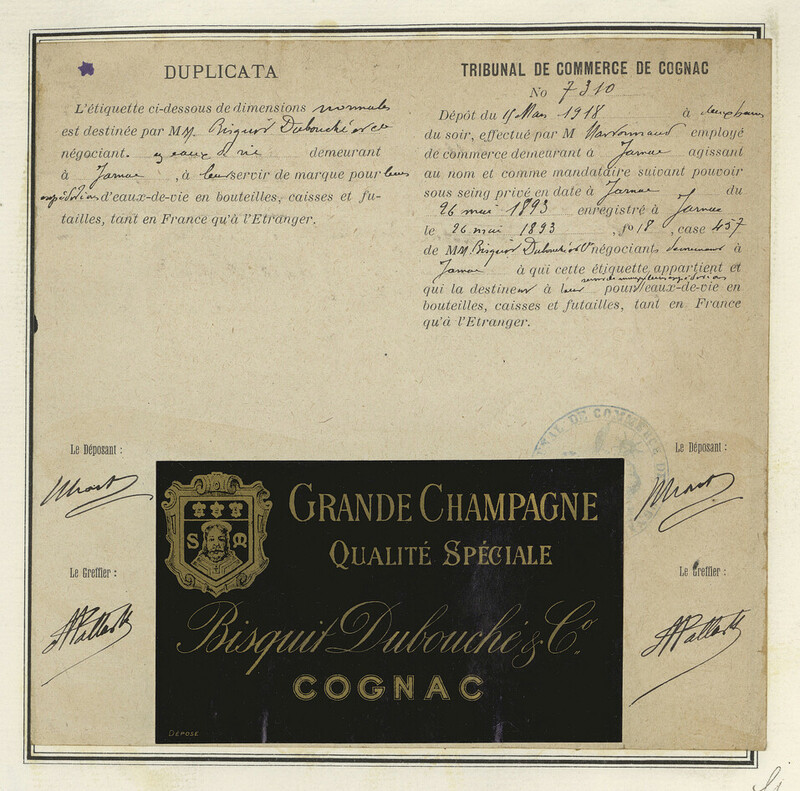 DUPLICATA
L'étiquette ci-dessous de dimensions normales
est destinée par MM. Bisquit Dubouché et Cie
négociant. en eaux de vie demeurant
à Jarnac, à leur servir de marque pour leurs
expéditions d'eaux-de-vie en bouteilles, caisses et fu-
tailles, tant en France qu'à l'Etranger.
TRIBUNAL DE COMMERCE DE COGNAC
No 7310
Dépôt du 15 Mars 1918 à deux heures
du soir, effectué par M employé
de commerce demeurant à Jarnac agissant
au nom et comme mandataire suivant pouvoir
sous seing privé en date à Jarnac du
26 mai 1893 enregistré à Jarnac
le 26 mai 1893, fo 18, case 457
de MM. Bisquit Dubouché et Cie négociants demeurant à
Jarnac à qui cette étiquette appartient et
qui la destinent à leur pour eaux-de-vie en
bouteilles, caisses et futailles, tant en France
qu'à l'Etranger.
TRIBUNAL DE COMMERCE DE
Le Déposant :
Le Déposant :
Le Greffier :
Le Greffier :
S M
GRANDE CHAMPAGNE
QUALITÉ SPÉCIALE
Bisquit Dubouché & Co.
COGNAC
DÉPOSÉ